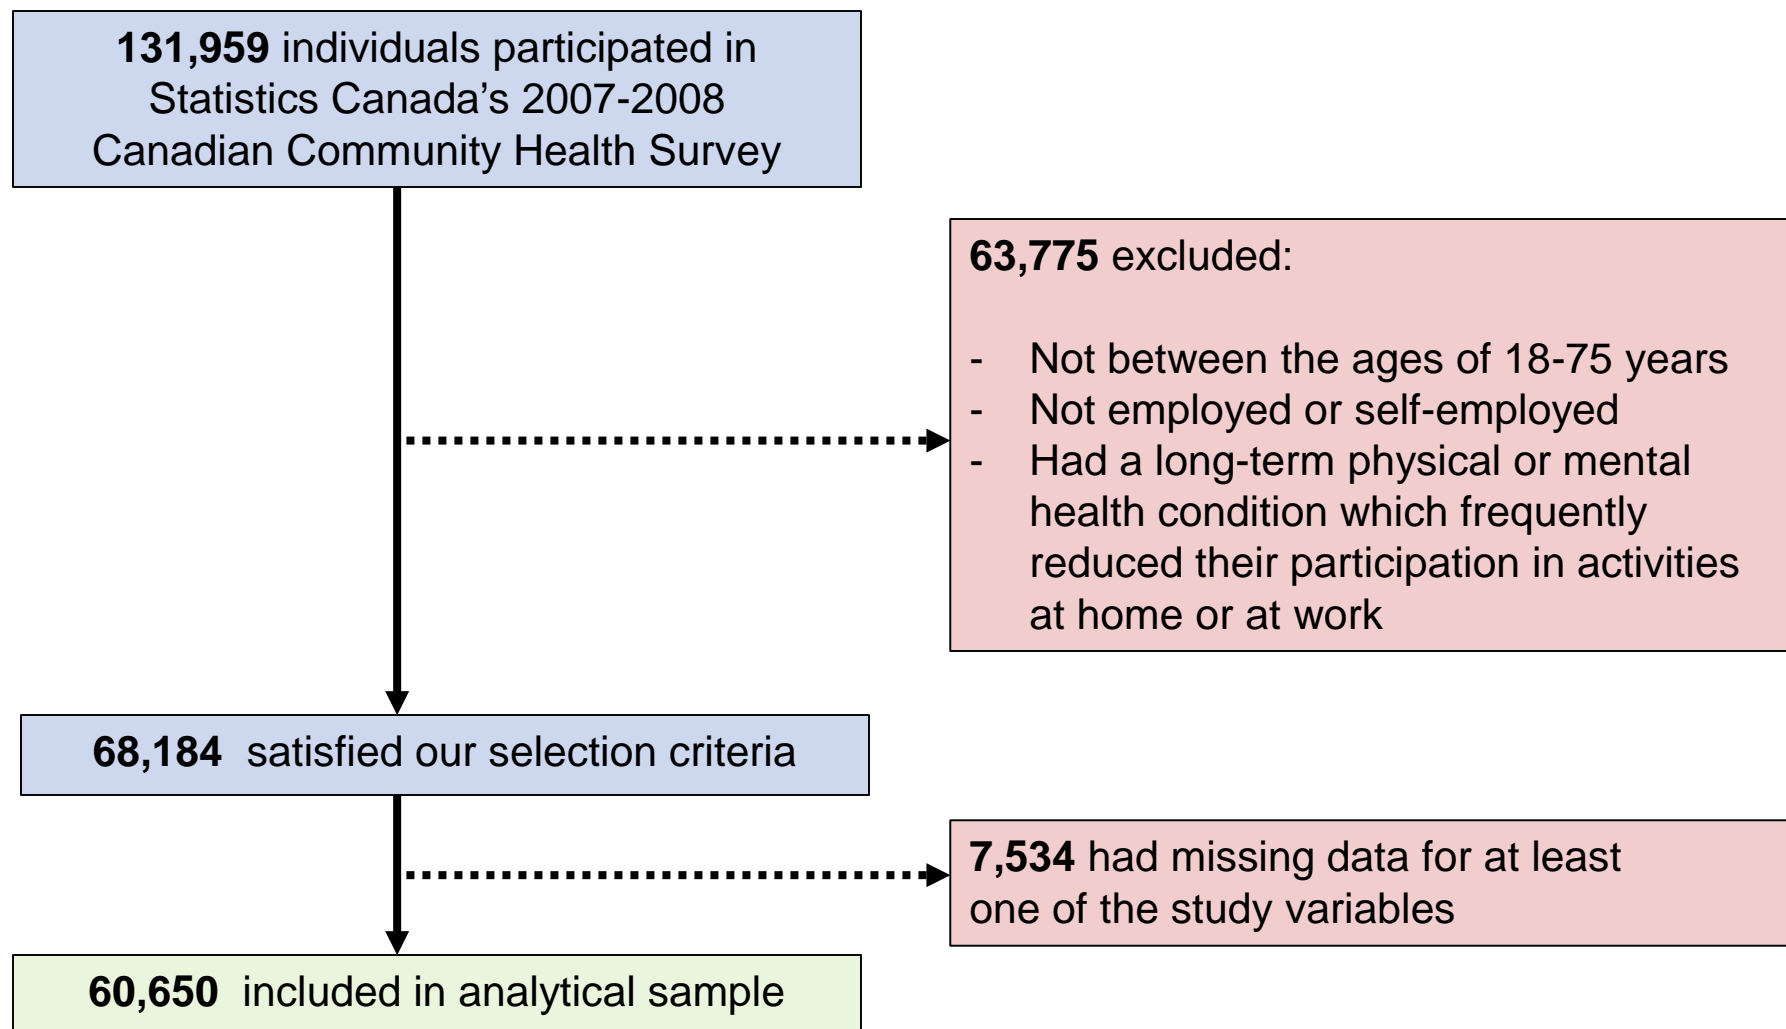 131,959 individuals participated in
Statistics Canada’s 2007-2008
Canadian Community Health Survey
63,775 excluded:
- Not between the ages of 18-75 years
- Not employed or self-employed
- Had a long-term physical or mental
health condition which frequently
reduced their participation in activities
at home or at work
68,184 satisfied our selection criteria
7,534 had missing data for at least
one of the study variables
60,650 included in analytical sample